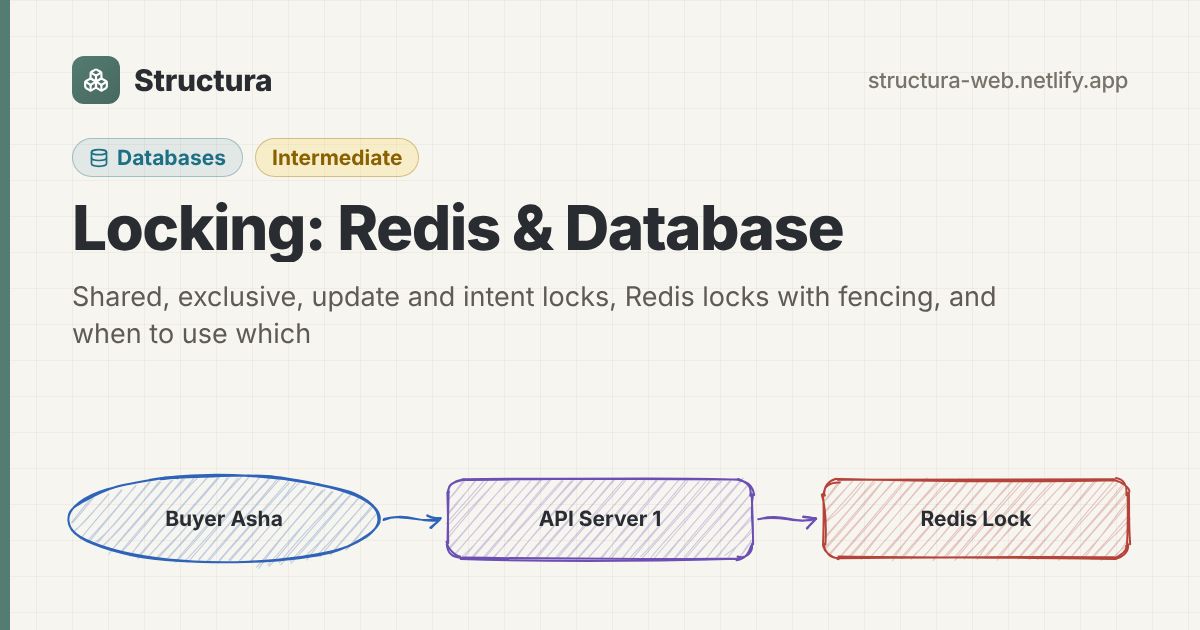 Structura
structura-web.netlify.app
Databases
Intermediate
Locking: Redis & Database
Shared, exclusive, update and intent locks, Redis locks with fencing, and
when to use which
Buyer Asha
API Server 1
Redis Lock